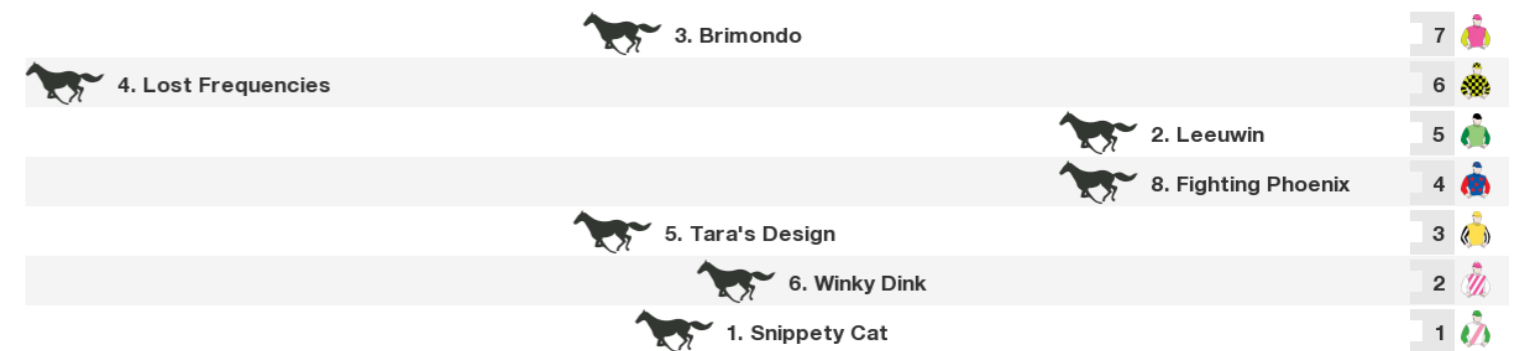 3. Brimondo 7
4. Lost Frequencies 6
2. Leeuwin 5
8. Fighting Phoenix 4
5. Tara's Design 3
6. Winky Dink 2
1. Snippety Cat 1